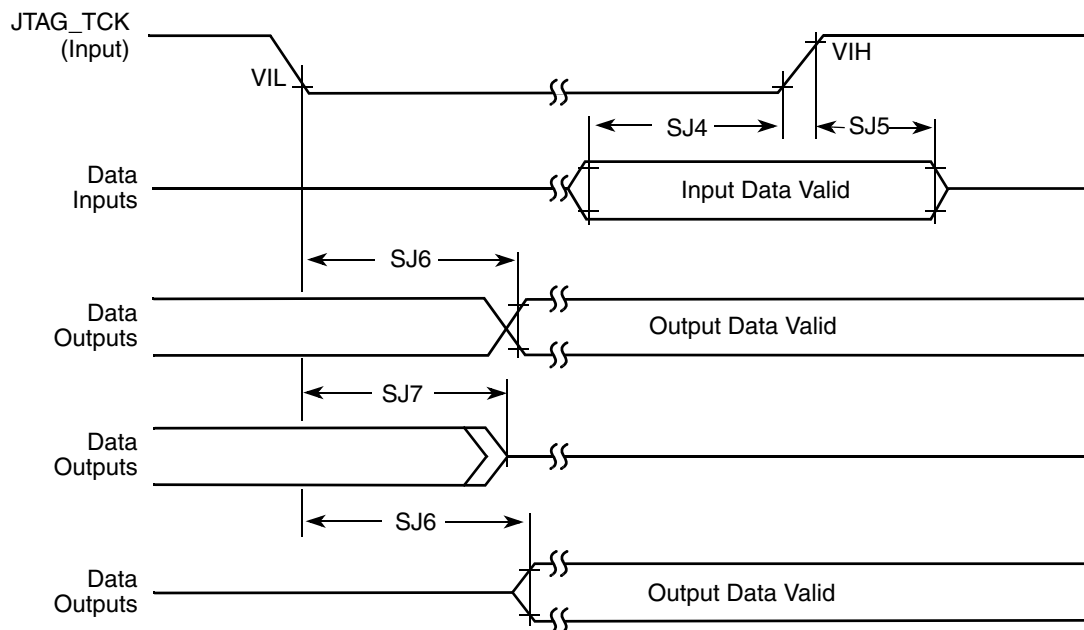 JTAG_TCK
(Input)
VIL
VIH
SJ4
SJ5
Data
Inputs
Input Data Valid
SJ6
Data
Outputs
Output Data Valid
SJ7
Data
Outputs
SJ6
Data
Outputs
Output Data Valid